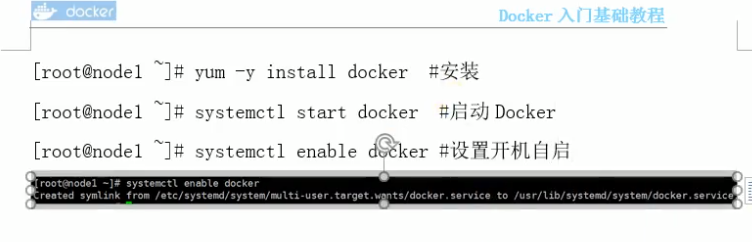 docker
Docker 入门基础教程
[root@node1 ~]# yum -y install docker #安装
[root@node1 ~]# systemctl start docker #启动 Docker
[root@node1 ~]# systemctl enable docker #设置开机自启
[root@node1 ~]# systemctl enable docker
Created symlink from /etc/systemd/system/multi-user.target.wants/docker.service to /usr/lib/systemd/system/docker.service